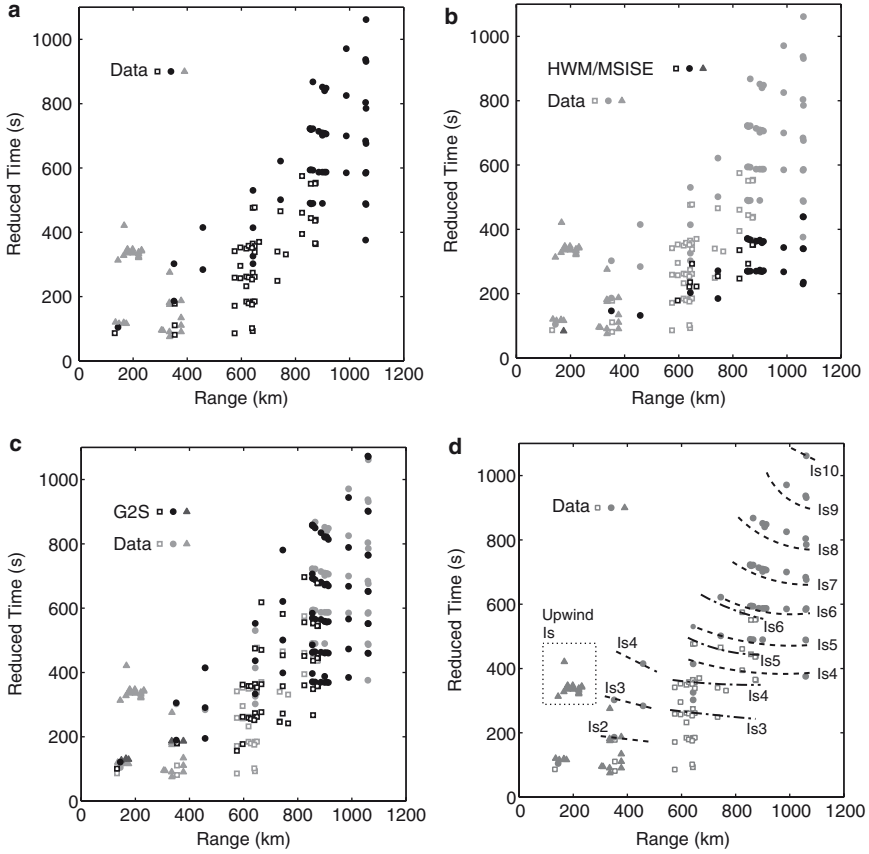 a
1000
800
600
400
200
0
Data
Reduced Time (s)
0 200 400 600 800 1000 1200
Range (km)
b
1000
800
600
400
200
0
HWM/MSISE
Data
Reduced Time (s)
0 200 400 600 800 1000 1200
Range (km)
c
1000
800
600
400
200
0
G2S
Data
Reduced Time (s)
0 200 400 600 800 1000 1200
Range (km)
d
1000
800
600
400
200
0
Data
Reduced Time (s)
Upwind
Is
Is10
Is9
Is8
Is7
Is6
Is6
Is5
Is5
Is4
Is4
Is4
Is3
Is3
Is2
0 200 400 600 800 1000 1200
Range (km)